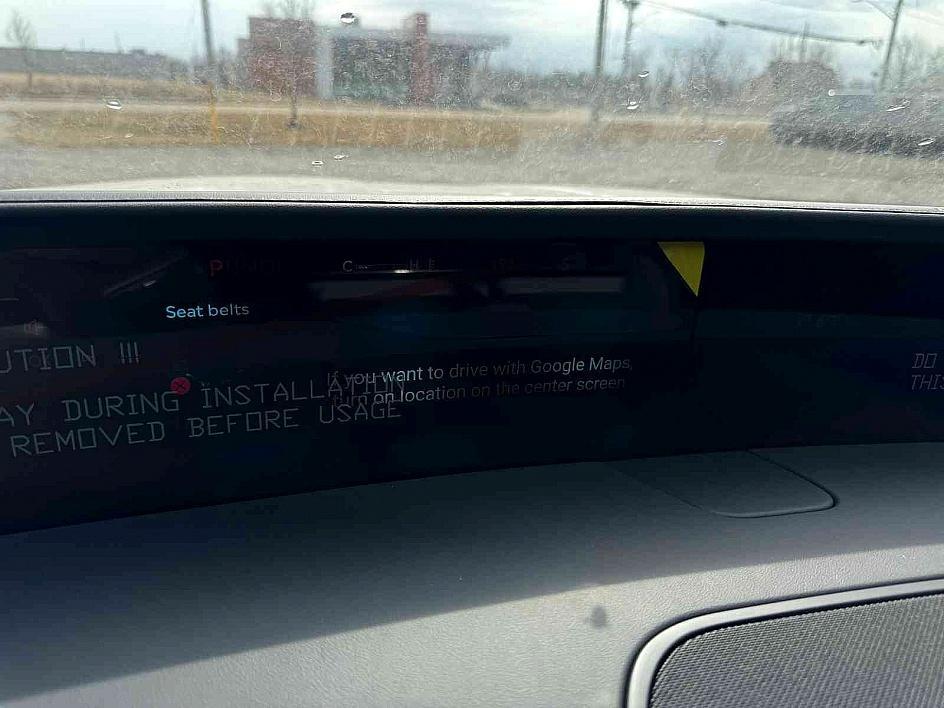 Seat belts
UTION !!!
AY DURING INSTALLATION
REMOVED BEFORE USAGE
If you want to drive with Google Maps,
turn on location on the center screen
DO
THIS